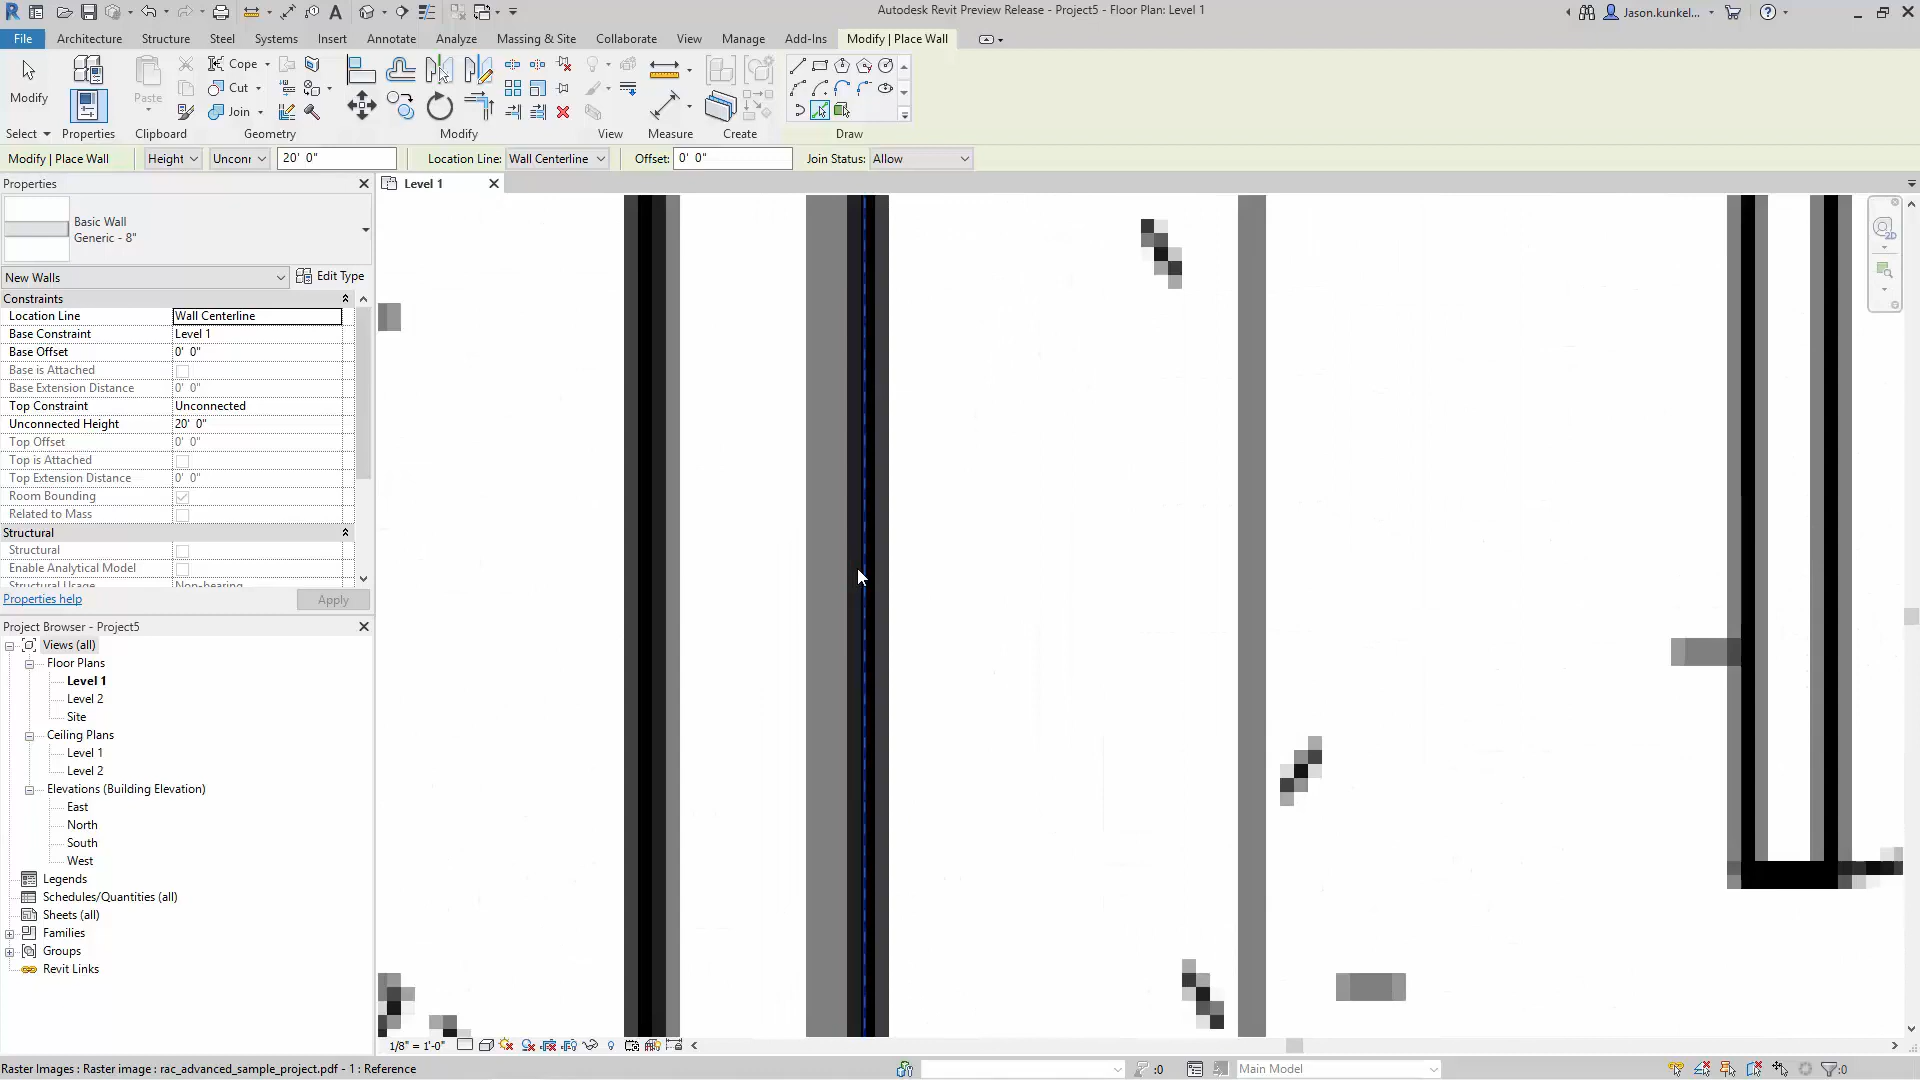 Autodesk Revit Preview Release - Project5 - Floor Plan: Level 1
Jason.kunkel...
File Architecture Structure Steel Systems Insert Annotate Analyze Massing & Site Collaborate View Manage Add-Ins Modify | Place Wall
Modify
Paste
Cope
Cut
Join
Select Properties Clipboard Geometry Modify View Measure Create Draw
Modify | Place Wall Height Unconn 20' 0" Location Line: Wall Centerline Offset: 0' 0" Join Status: Allow
Properties
Level 1
Basic Wall
Generic - 8"
New Walls Edit Type
Constraints
Location Line Wall Centerline
Base Constraint Level 1
Base Offset 0' 0"
Base is Attached
Base Extension Distance 0' 0"
Top Constraint Unconnected
Unconnected Height 20' 0"
Top Offset 0' 0"
Top is Attached
Top Extension Distance 0' 0"
Room Bounding
Related to Mass
Structural
Structural
Enable Analytical Model
Structural Usage Non-bearing
Properties help Apply
Project Browser - Project5
Views (all)
Floor Plans
Level 1
Level 2
Site
Ceiling Plans
Level 1
Level 2
Elevations (Building Elevation)
East
North
South
West
Legends
Schedules/Quantities (all)
Sheets (all)
Families
Groups
Revit Links
1/8" = 1'-0"
Raster Images : Raster image : rac_advanced_sample_project.pdf - 1 : Reference
:0
Main Model
:0